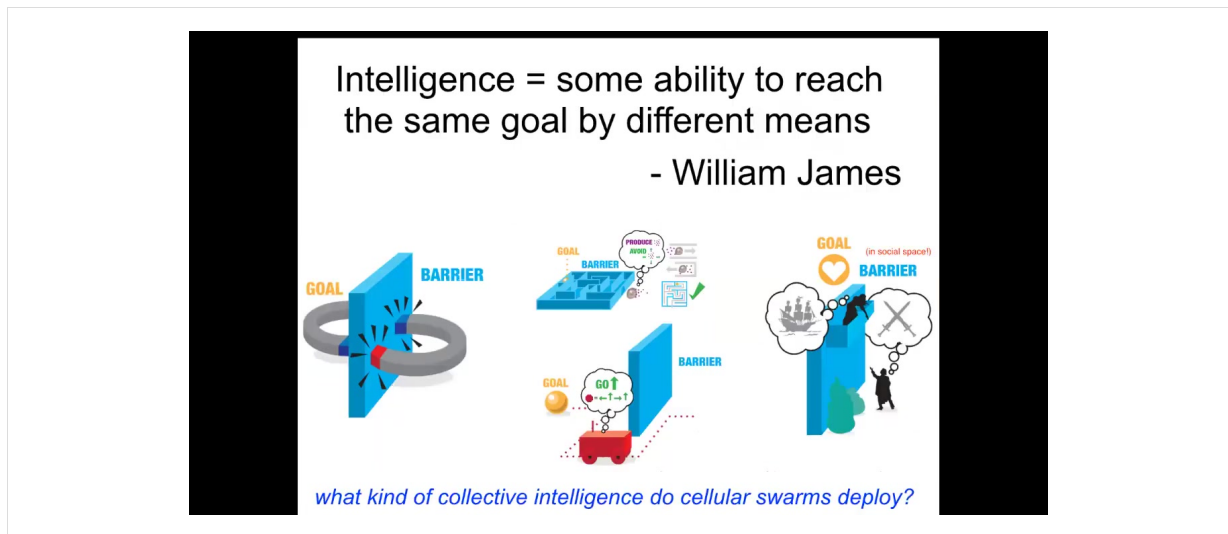 Intelligence = some ability to reach
the same goal by different means
- William James
GOAL
BARRIER
GOAL
BARRIER
PRODUCE
AVOID
GOAL
GO↑
BARRIER
GOAL
(in social space!)
BARRIER
what kind of collective intelligence do cellular swarms deploy?